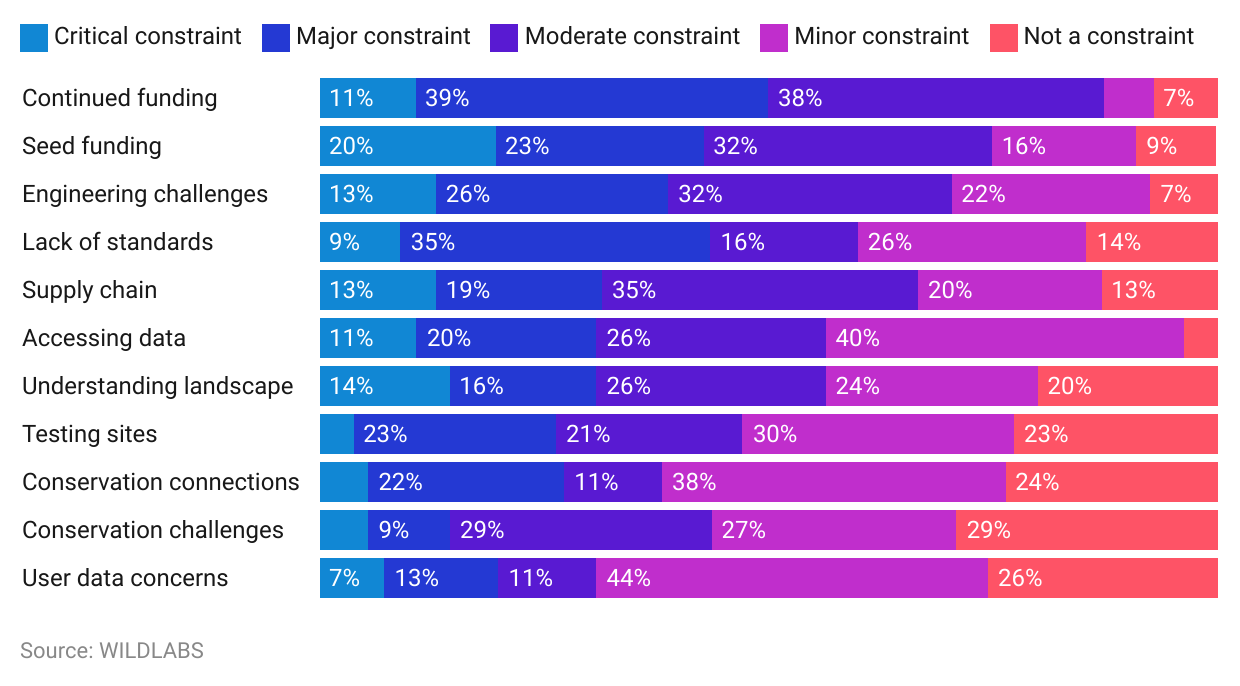 Critical constraint Major constraint Moderate constraint Minor constraint Not a constraint
Continued funding 11% 39% 38% 7%
Seed funding 20% 23% 32% 16% 9%
Engineering challenges 13% 26% 32% 22% 7%
Lack of standards 9% 35% 16% 26% 14%
Supply chain 13% 19% 35% 20% 13%
Accessing data 11% 20% 26% 40%
Understanding landscape 14% 16% 26% 24% 20%
Testing sites 23% 21% 30% 23%
Conservation connections 22% 11% 38% 24%
Conservation challenges 9% 29% 27% 29%
User data concerns 7% 13% 11% 44% 26%
Source: WILDLABS